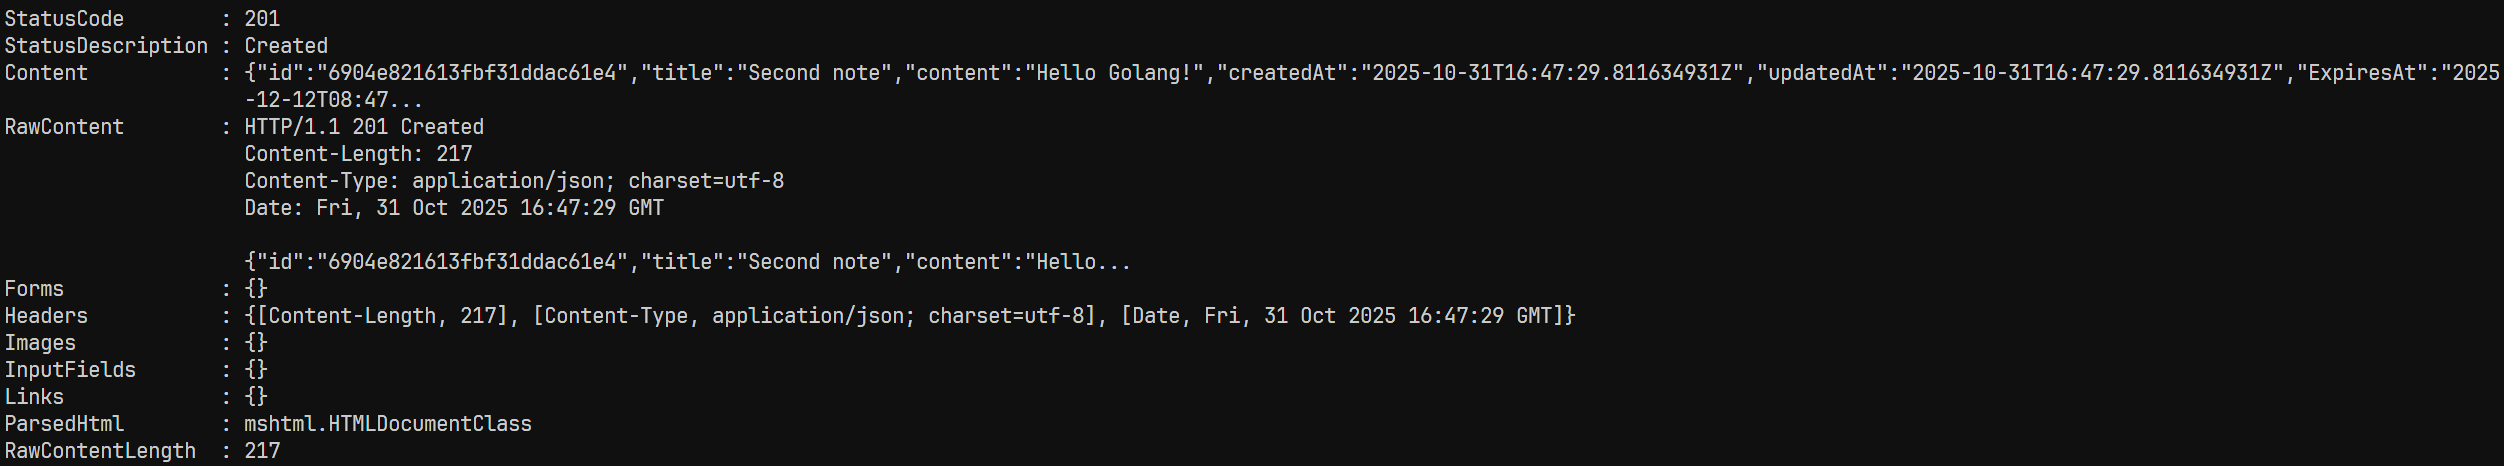 StatusCode        : 201
StatusDescription : Created
Content           : {"id":"6904e821613fbf31ddac61e4","title":"Second note","content":"Hello Golang!","createdAt":"2025-10-31T16:47:29.811634931Z","updatedAt":"2025-10-31T16:47:29.811634931Z","ExpiresAt":"2025
                    -12-12T08:47...
RawContent        : HTTP/1.1 201 Created
                    Content-Length: 217
                    Content-Type: application/json; charset=utf-8
                    Date: Fri, 31 Oct 2025 16:47:29 GMT

                    {"id":"6904e821613fbf31ddac61e4","title":"Second note","content":"Hello...
Forms             : {}
Headers           : {[Content-Length, 217], [Content-Type, application/json; charset=utf-8], [Date, Fri, 31 Oct 2025 16:47:29 GMT]}
Images            : {}
InputFields       : {}
Links             : {}
ParsedHtml        : mshtml.HTMLDocumentClass
RawContentLength  : 217